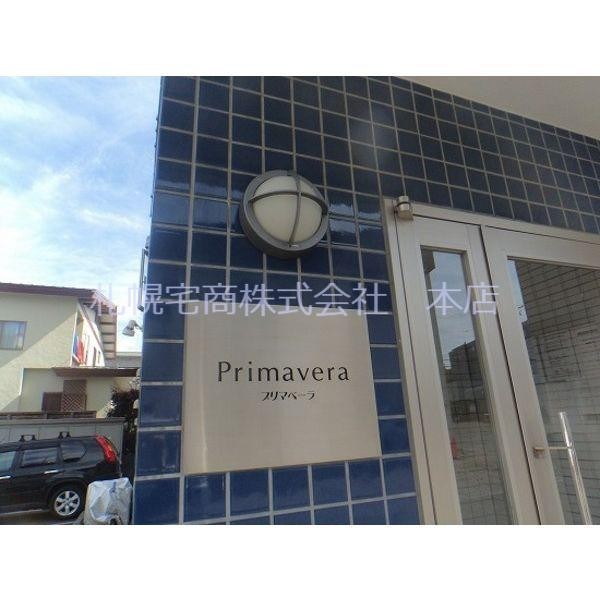 札幌宅商株式会社 本店
Primavera
プリマベーラ